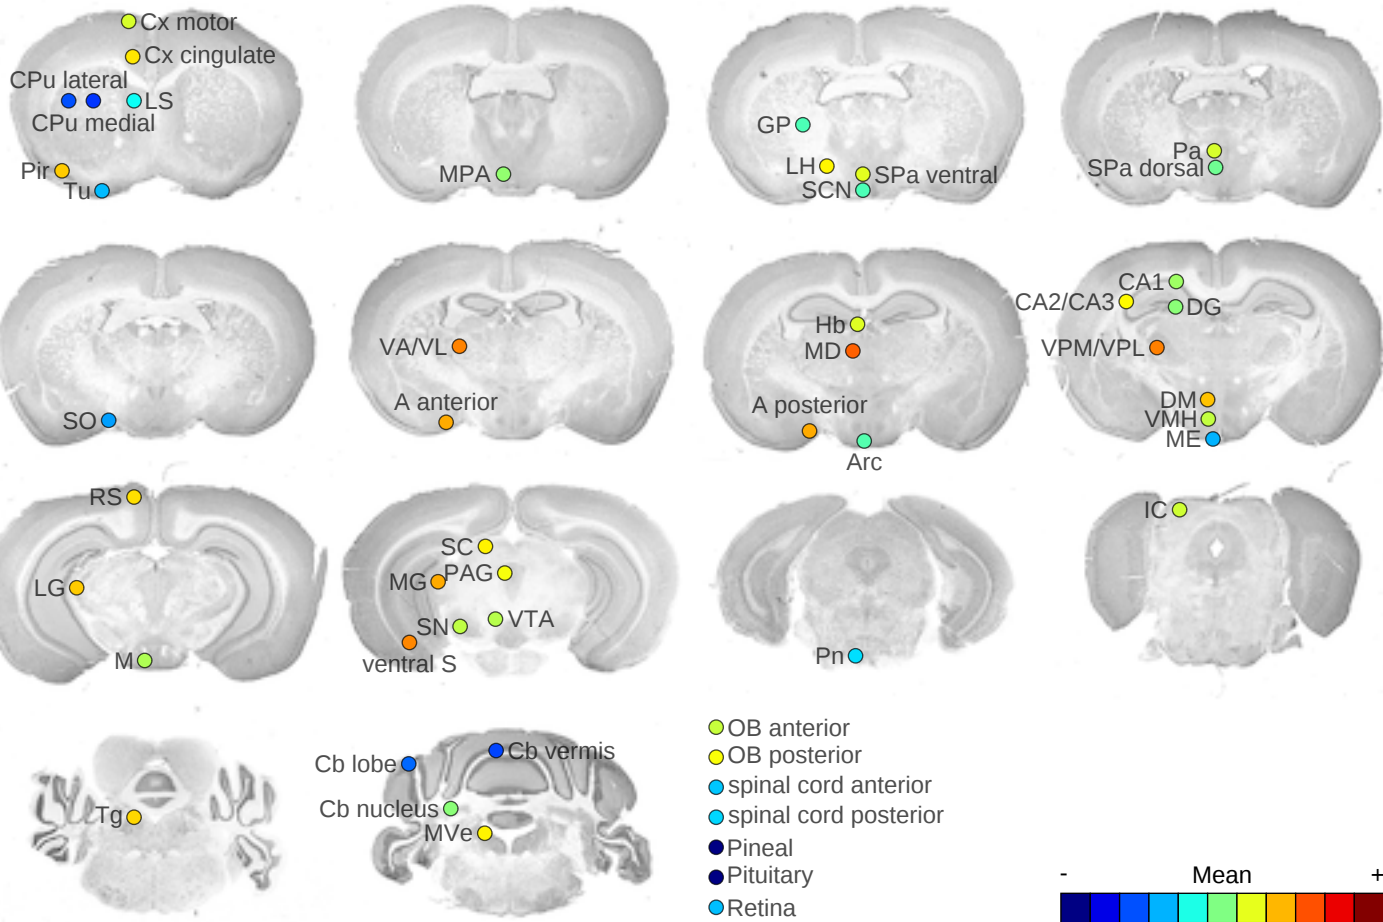 Cx motor
Cx cingulate
CPu lateral
LS
CPu medial
Pir
Tu
MPA
GP
LH
SPa ventral
SCN
Pa
SPa dorsal
SO
VA/VL
A anterior
Hb
MD
A posterior
Arc
CA1
CA2/CA3
DG
VPM/VPL
DM
VMH
ME
RS
LG
M
SC
MG
PAG
SN
VTA
ventral S
Pn
IC
Tg
Cb lobe
Cb vermis
Cb nucleus
MVe
OB anterior
OB posterior
spinal cord anterior
spinal cord posterior
Pineal
Pituitary
Retina
- Mean +